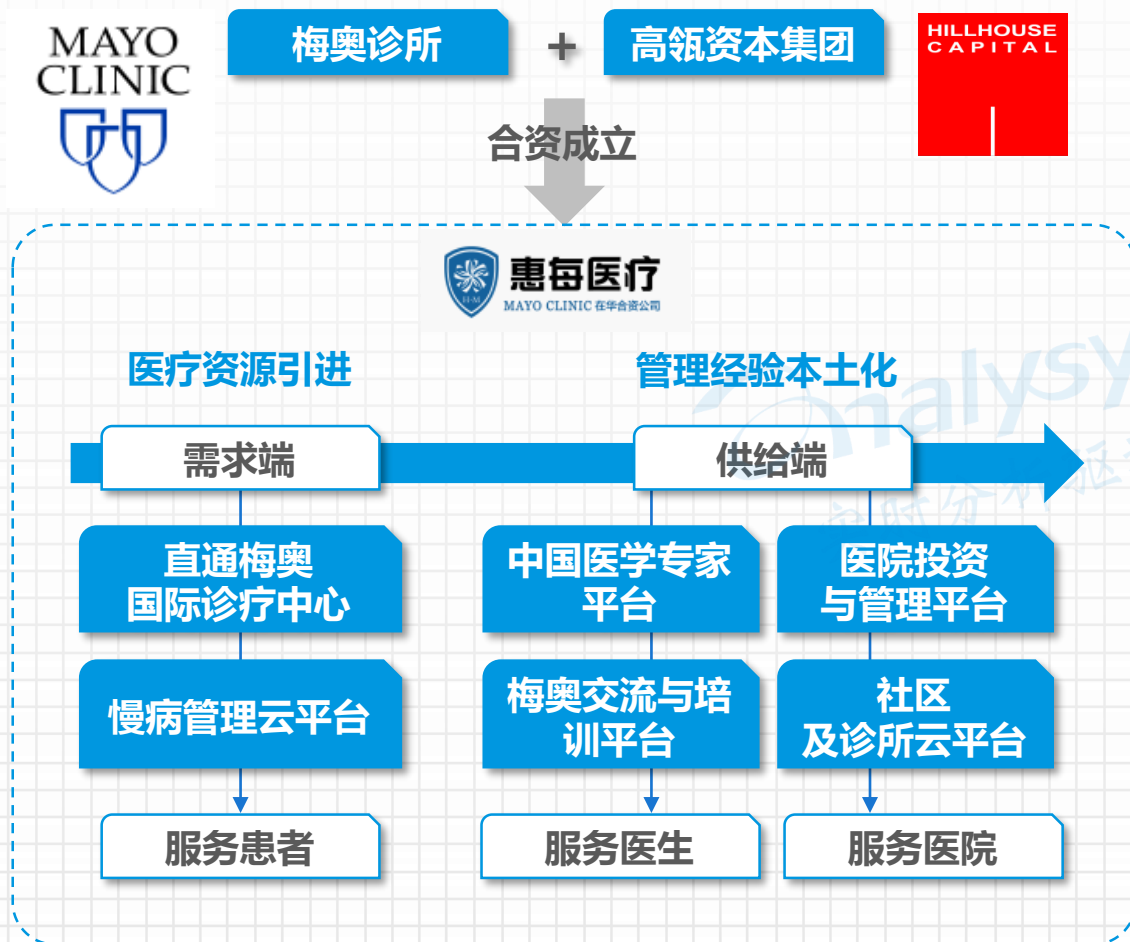 MAYO
CLINIC
梅奥诊所
+
高瓴资本集团
HILLHOUSE
CAPITAL
合资成立
惠每医疗
H·M
MAYO CLINIC 在华合资公司
医疗资源引进
管理经验本土化
需求端
供给端
直通梅奥
国际诊疗中心
中国医学专家
平台
医院投资
与管理平台
慢病管理云平台
梅奥交流与培
训平台
社区
及诊所云平台
服务患者
服务医生
服务医院